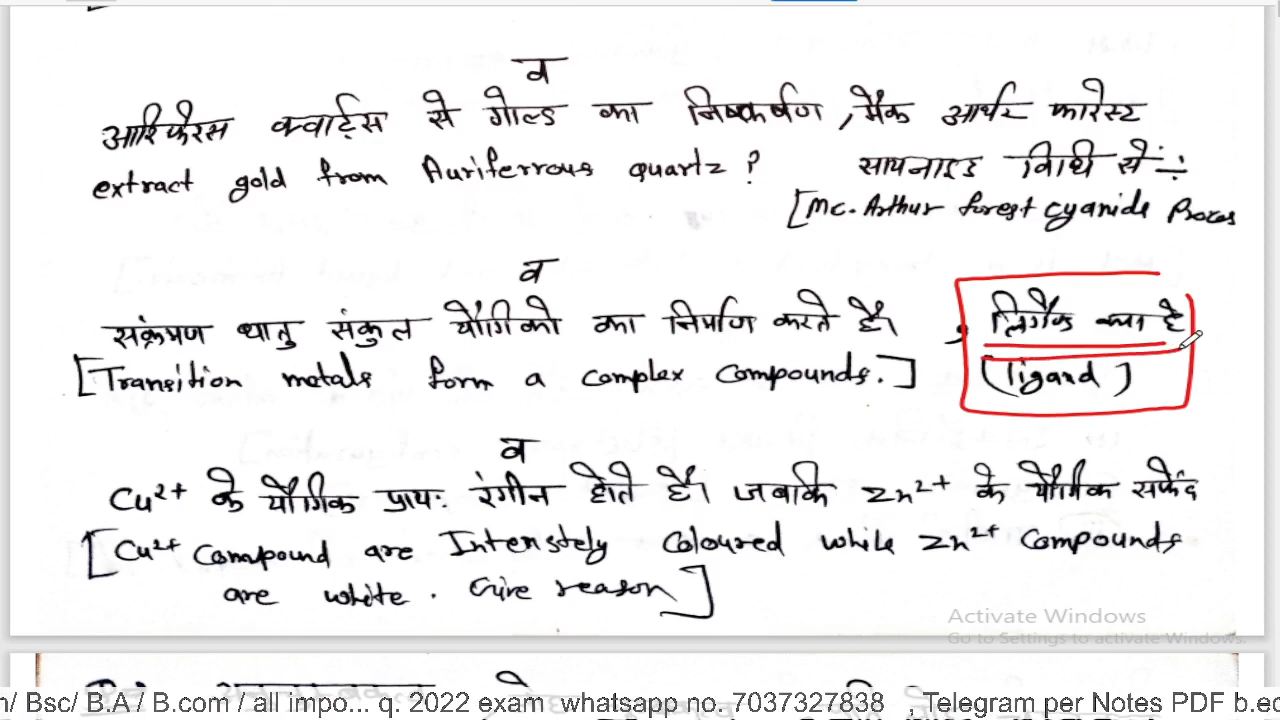 व
आरिफेरस क्वार्ट्स से गोल्ड का निष्कर्षण , मैक आर्थर फारेस्ट
extract gold from Auriferrous quartz ? सायनाइड विधि से ÷
[Mc. Arthur forest cyanide Proces
व
संक्रमण धातु संकुल यौगिको का निर्माण करते है। , लिगैंड क्या है
[Transition metals form a complex compounds.] (ligand)
व
Cu²⁺ के यौगिक प्रायः रंगीन होते है। जबकि Zn²⁺ के यौगिक सफेद
[Cu²⁺ Compound are Intenstely Coloured while Zn²⁺ Compounds
are white. Give reason]
Activate Windows
Go to Settings to activate Windows.
n/ Bsc/ B.A / B.com / all impo... q. 2022 exam whatsapp no. 7037327838 , Telegram per Notes PDF b.ed